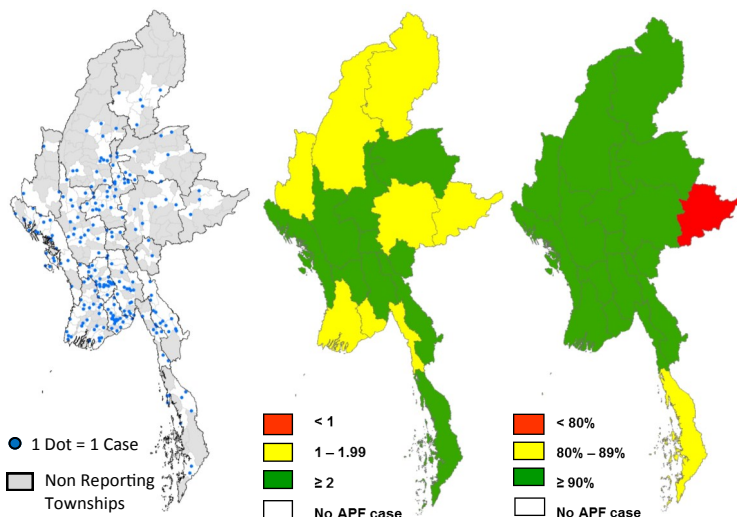 1 Dot = 1 Case
Non Reporting
Townships
< 1
1 – 1.99
≥ 2
No APF case
< 80%
80% – 89%
≥ 90%
No APF case